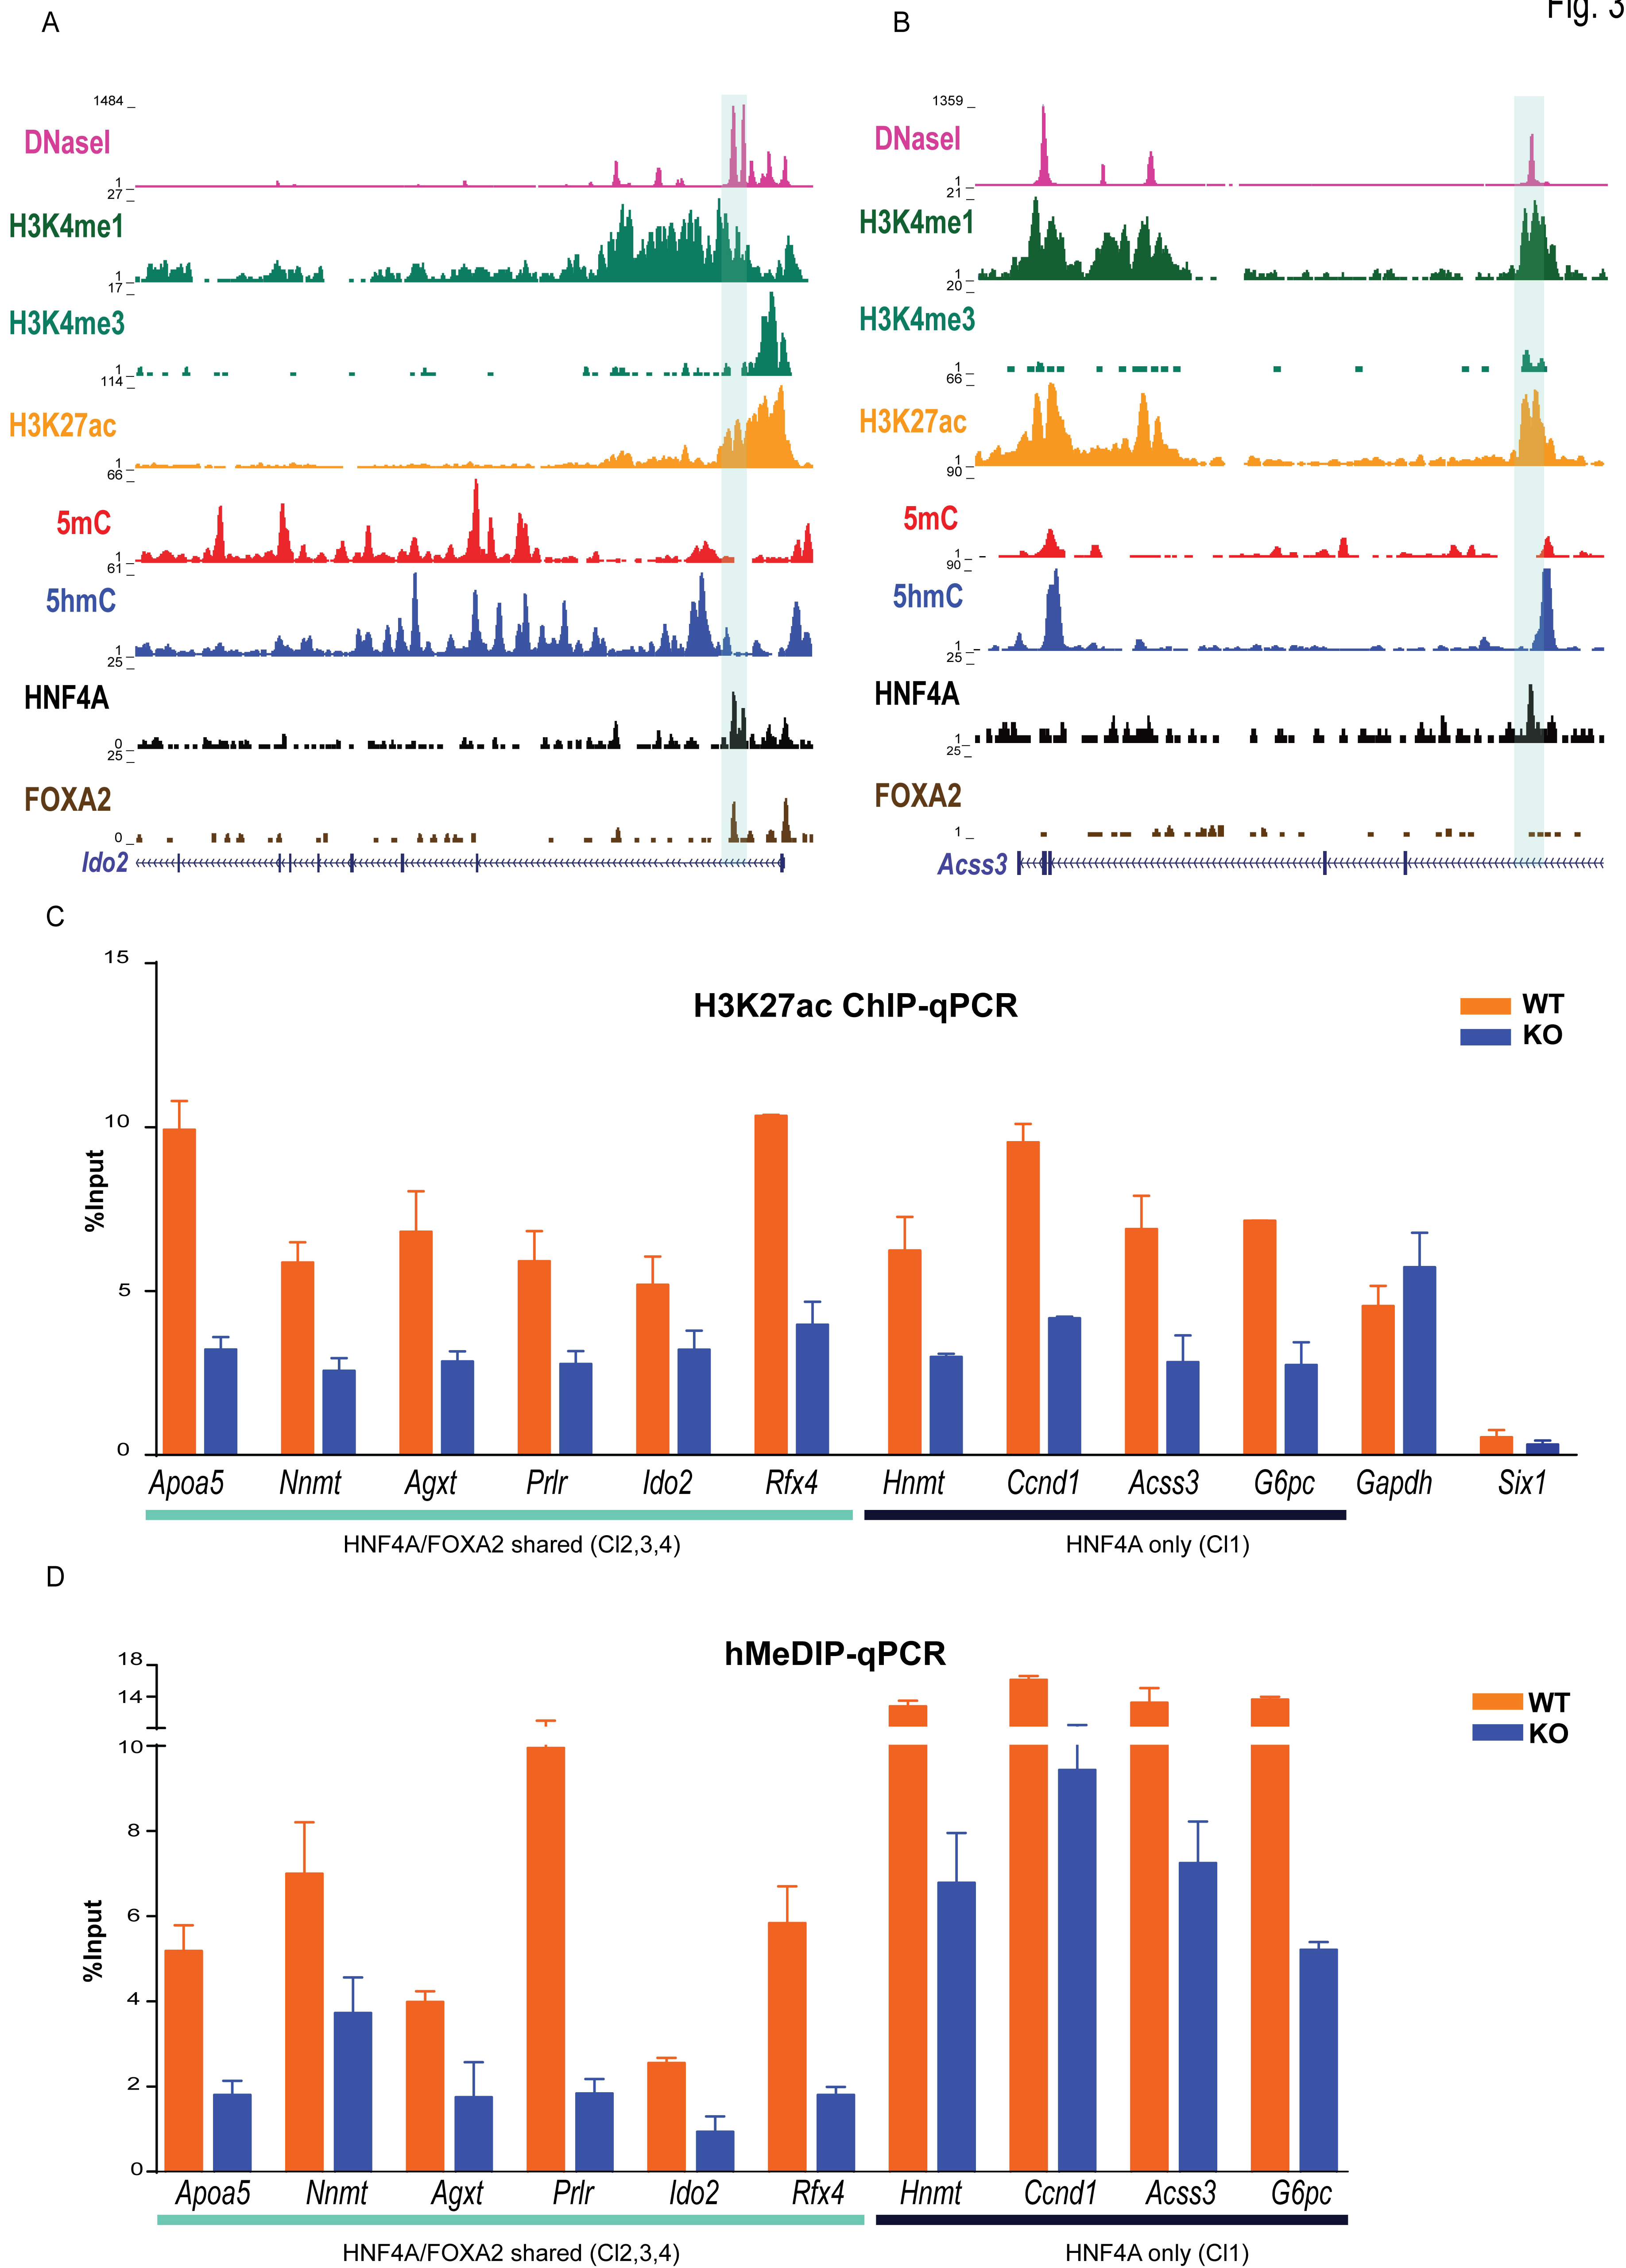 Fig. 3
A
B
1484
DNaseI
1
27
H3K4me1
1
17
H3K4me3
1
114
H3K27ac
1
66
5mC
1
61
5hmC
1
25
HNF4A
0
25
FOXA2
0
Ido2
1359
DNaseI
1
21
H3K4me1
1
20
H3K4me3
1
66
H3K27ac
1
90
5mC
1
90
5hmC
1
25
HNF4A
1
25
FOXA2
1
Acss3
C
H3K27ac ChIP-qPCR
WT
KO
%Input
15
10
5
0
Apoa5 Nnmt Agxt Prlr Ido2 Rfx4 Hnmt Ccnd1 Acss3 G6pc Gapdh Six1
HNF4A/FOXA2 shared (Cl2,3,4) HNF4A only (Cl1)
D
hMeDIP-qPCR
WT
KO
%Input
18
14
10
8
6
4
2
0
Apoa5 Nnmt Agxt Prlr Ido2 Rfx4 Hnmt Ccnd1 Acss3 G6pc
HNF4A/FOXA2 shared (Cl2,3,4) HNF4A only (Cl1)